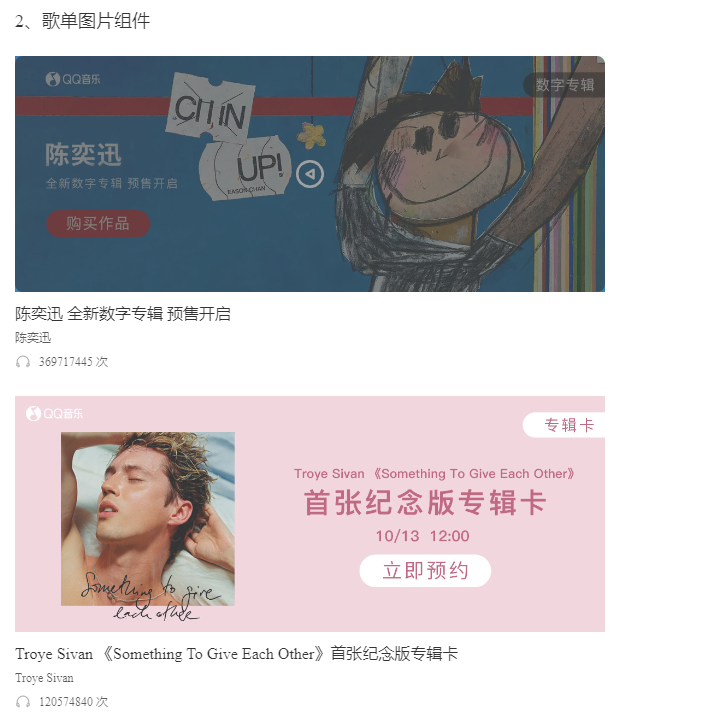 2、歌单图片组件
QQ音乐
数字专辑
CH IN
UP!
EASON CHAN
陈奕迅
全新数字专辑 预售开启
购买作品
陈奕迅 全新数字专辑 预售开启
陈奕迅
369717445 次
QQ音乐
专辑卡
Troye Sivan 《Something To Give Each Other》
首张纪念版专辑卡
10/13 12:00
立即预约
Something to give
each other
Troye Sivan 《Something To Give Each Other》首张纪念版专辑卡
Troye Sivan
120574840 次